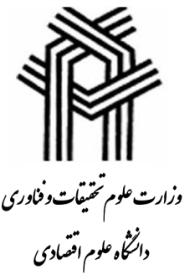 وزارت علوم تحقیقات و فناوری
دانشگاه علوم اقتصادی